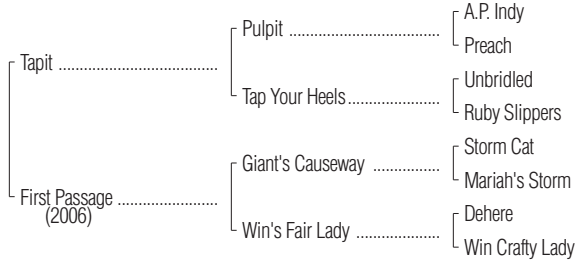 A.P. Indy
Pulpit
Preach
Tapit
Unbridled
Tap Your Heels
Ruby Slippers
Storm Cat
Giant's Causeway
Mariah's Storm
First Passage
(2006)
Dehere
Win's Fair Lady
Win Crafty Lady